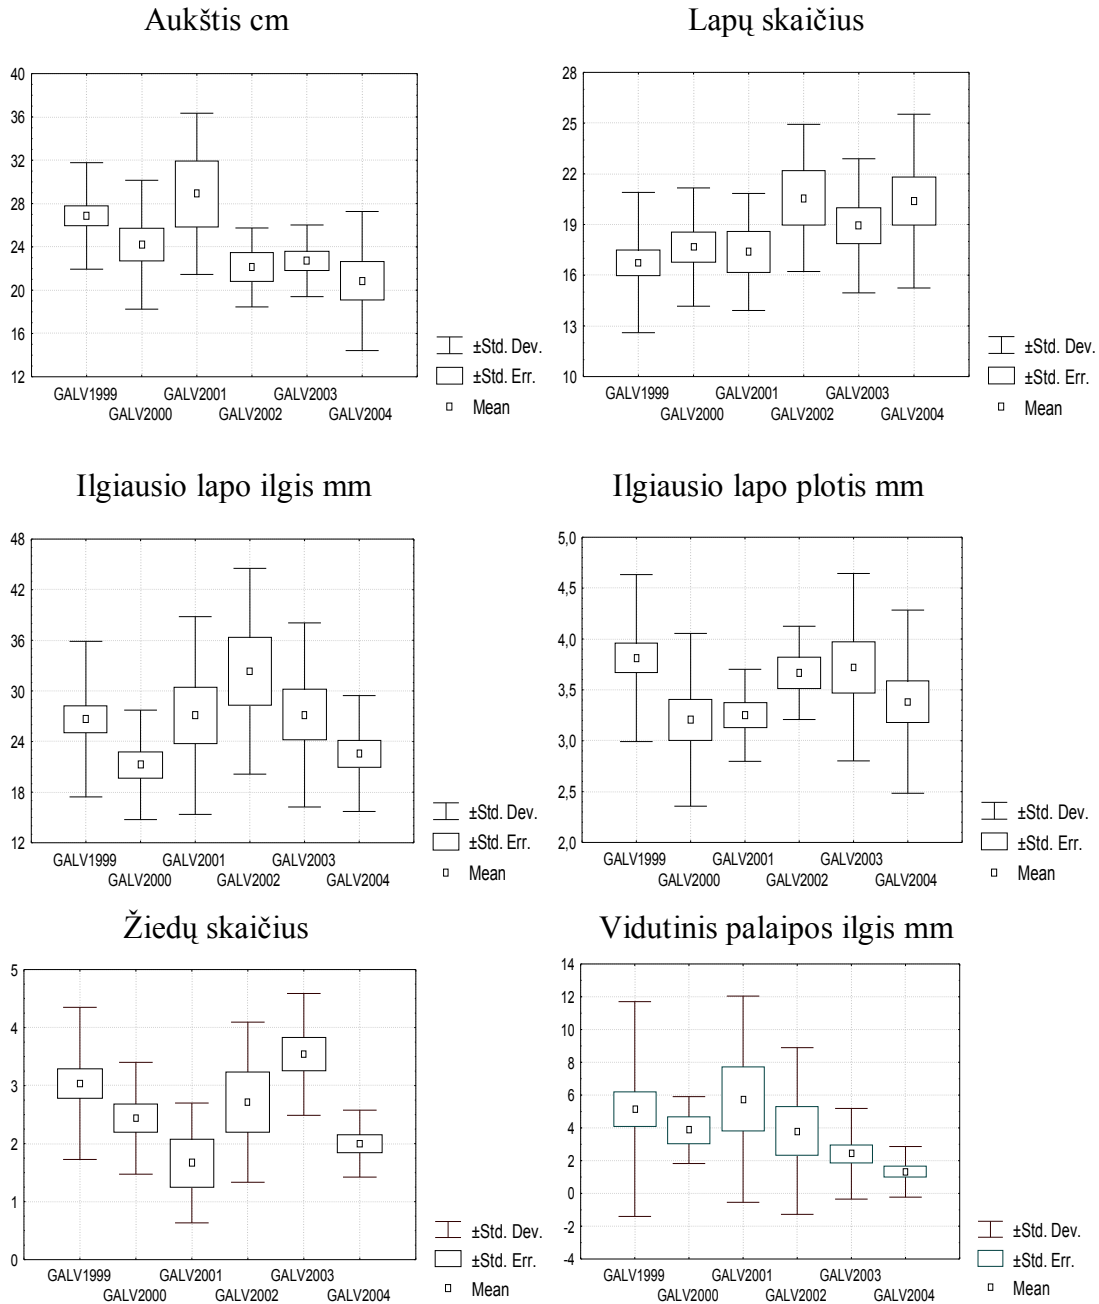 Aukštis cm
40
36
32
28
24
20
16
12
GALV1999
GALV2000
GALV2001
GALV2002
GALV2003
GALV2004
±Std. Dev.
±Std. Err.
Mean
Lapų skaičius
28
25
22
19
16
13
10
GALV1999
GALV2000
GALV2001
GALV2002
GALV2003
GALV2004
±Std. Dev.
±Std. Err.
Mean
Ilgiausio lapo ilgis mm
48
42
36
30
24
18
12
GALV1999
GALV2000
GALV2001
GALV2002
GALV2003
GALV2004
±Std. Dev.
±Std. Err.
Mean
Ilgiausio lapo plotis mm
5,0
4,5
4,0
3,5
3,0
2,5
2,0
GALV1999
GALV2000
GALV2001
GALV2002
GALV2003
GALV2004
±Std. Dev.
±Std. Err.
Mean
Žiedų skaičius
5
4
3
2
1
0
GALV1999
GALV2000
GALV2001
GALV2002
GALV2003
GALV2004
±Std. Dev.
±Std. Err.
Mean
Vidutinis palaipos ilgis mm
14
12
10
8
6
4
2
0
-2
-4
GALV1999
GALV2000
GALV2001
GALV2002
GALV2003
GALV2004
±Std. Dev.
±Std. Err.
Mean